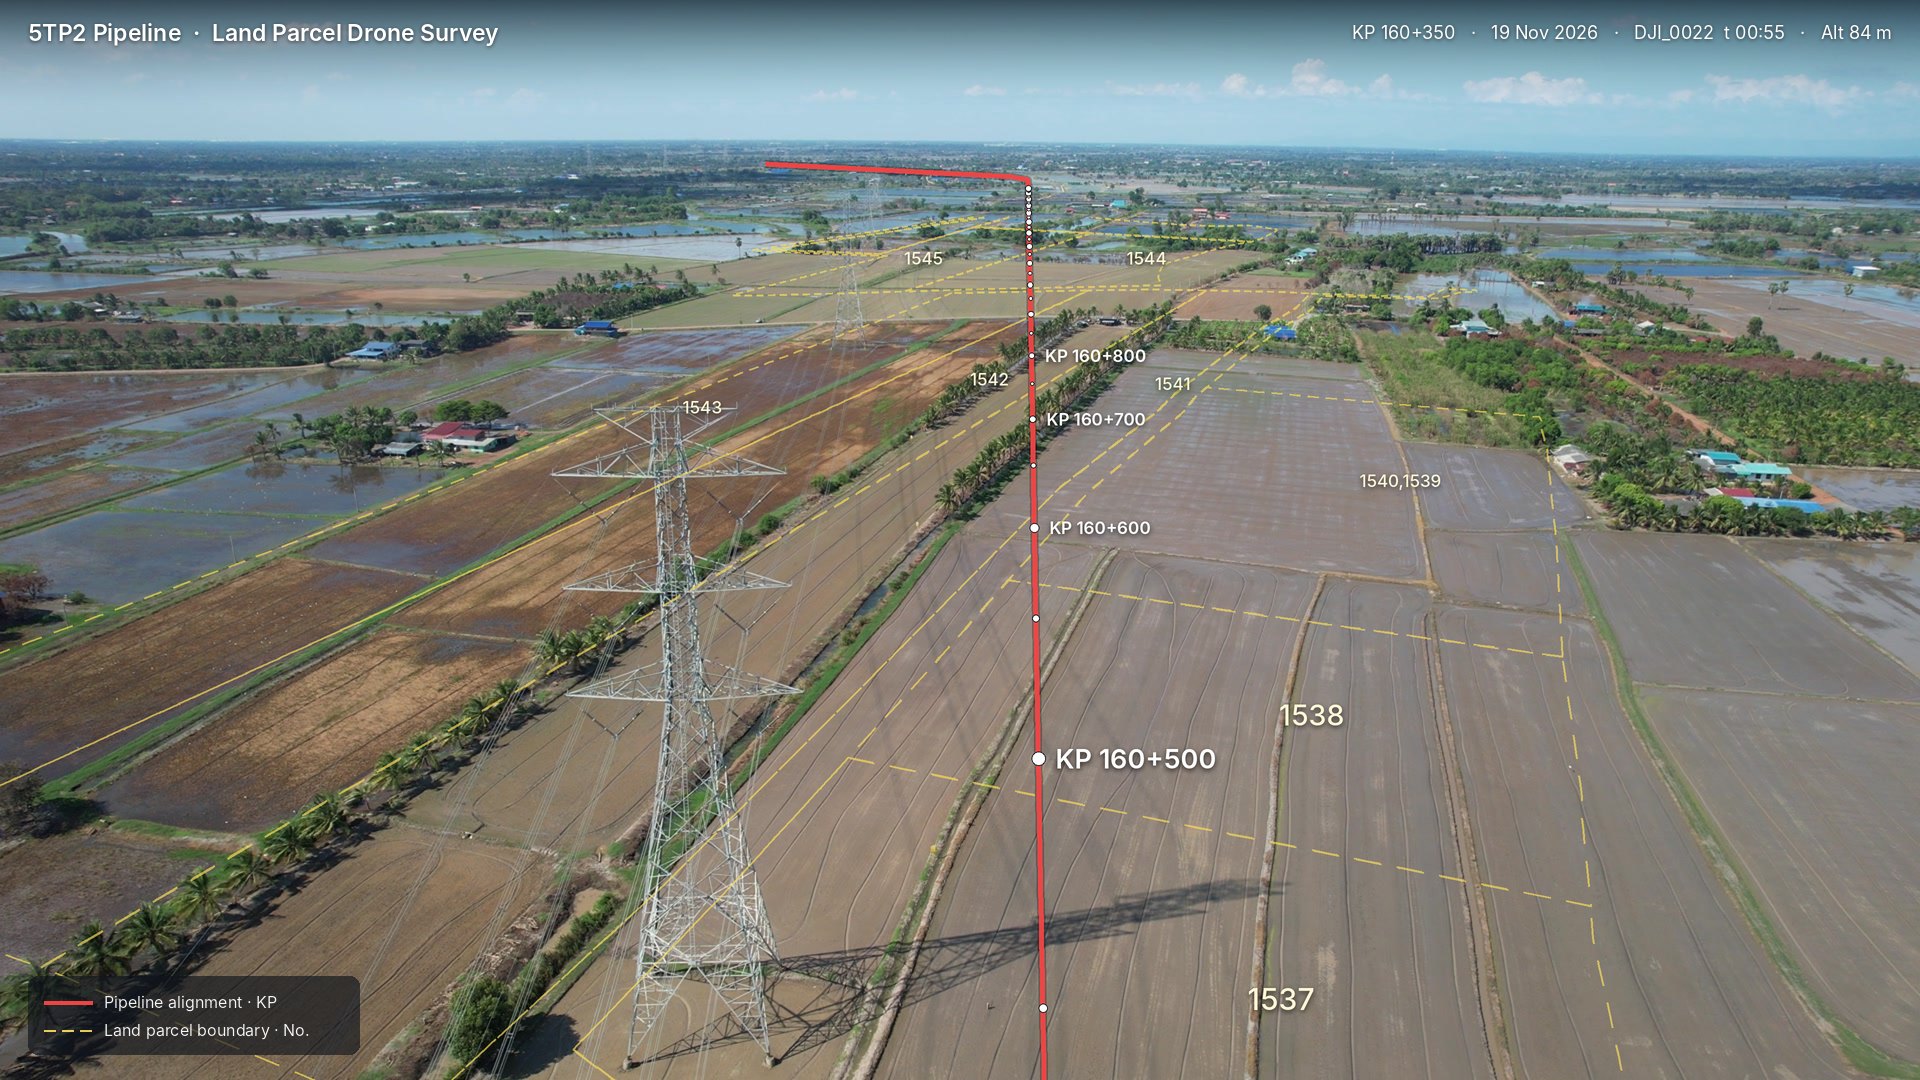 5TP2 Pipeline · Land Parcel Drone Survey
KP 160+350 · 19 Nov 2026 · DJI_0022 t 00:55 · Alt 84 m
1545
1544
KP 160+800
1542
1541
1543
KP 160+700
1540,1539
KP 160+600
1538
KP 160+500
1537
Pipeline alignment · KP
Land parcel boundary · No.